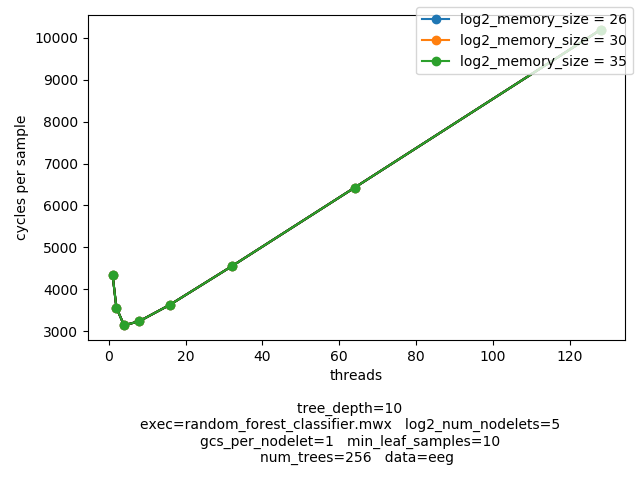 log2_memory_size = 26
log2_memory_size = 30
log2_memory_size = 35
10000
9000
8000
7000
6000
5000
4000
3000
cycles per sample
0 20 40 60 80 100 120
threads
tree_depth=10
exec=random_forest_classifier.mwx log2_num_nodelets=5
gcs_per_nodelet=1 min_leaf_samples=10
num_trees=256 data=eeg